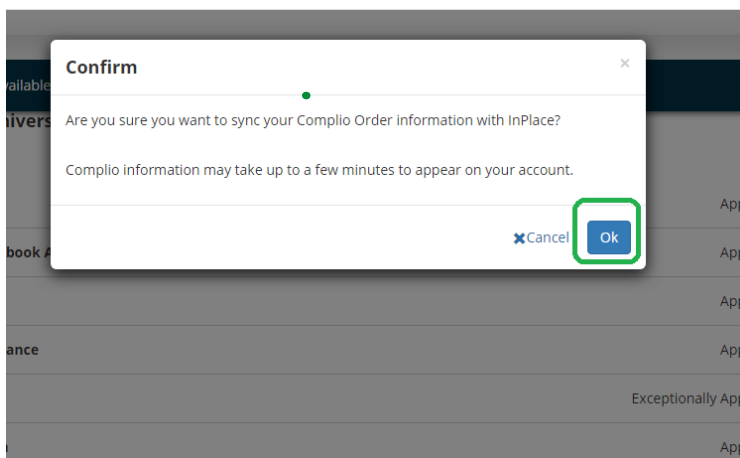 Confirm
×
vailable
Are you sure you want to sync your Complio Order information with InPlace?
nivers
Complio information may take up to a few minutes to appear on your account.
App
✖Cancel
Ok
book A
App
App
ance
App
Exceptionally App
App